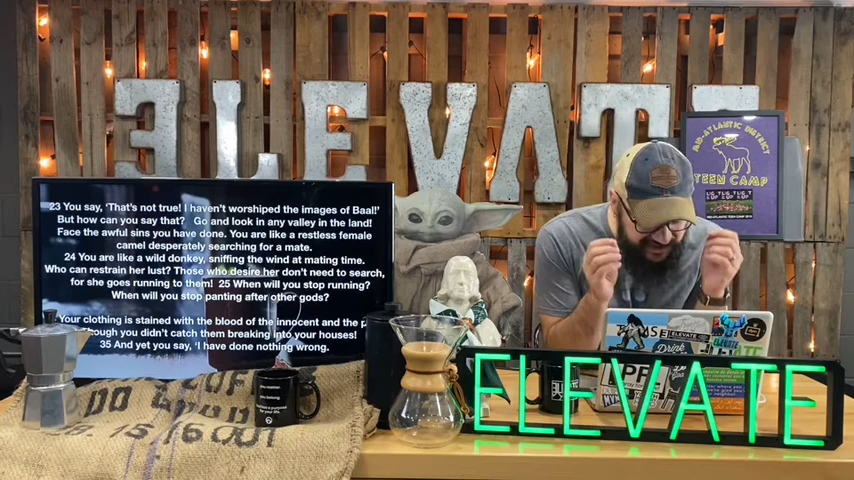 ELEVATE
MID-ATLANTIC DISTRICT
TEEN CAMP
23 You say, ‘That's not true! I haven't worshiped the images of Baal!’
But how can you say that? Go and look in any valley in the land!
Face the awful sins you have done. You are like a restless female
camel desperately searching for a mate.
24 You are like a wild donkey, sniffing the wind at mating time.
Who can restrain her lust? Those who desire her don't need to search,
for she goes running to them! 25 When will you stop running?
When will you stop panting after other gods?
Your clothing is stained with the blood of the innocent and the
though you didn't catch them breaking into your houses!
35 And yet you say, ‘I have done nothing wrong.
ELEVATE
Drink
ELEVATE